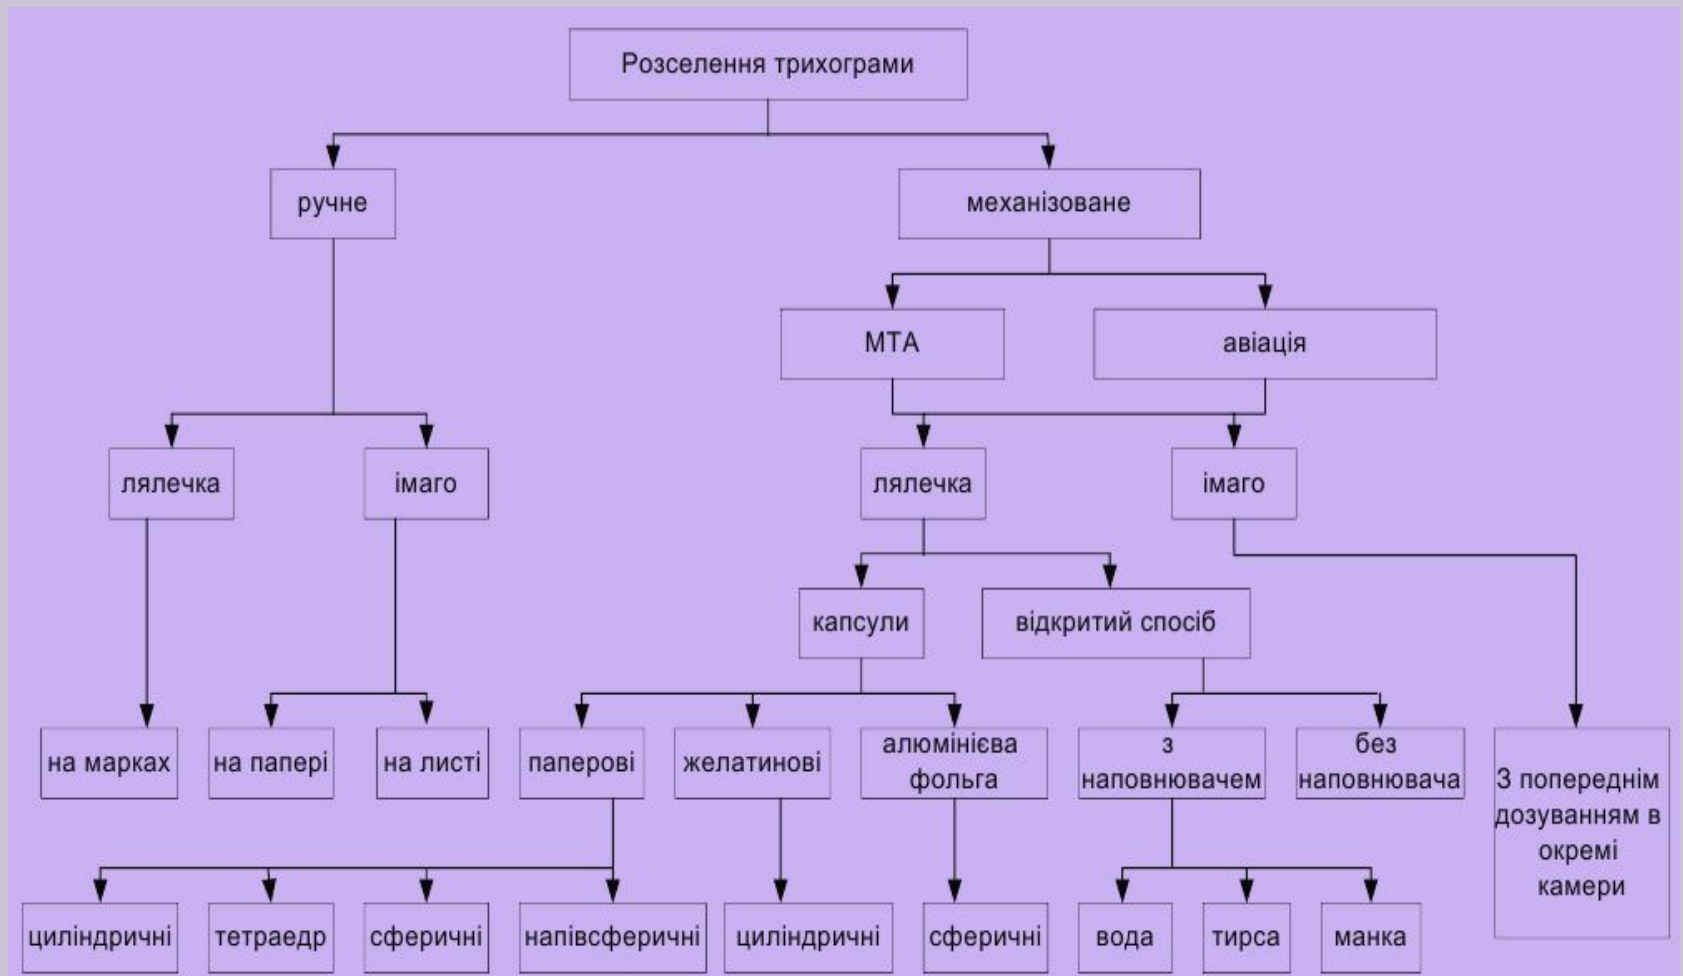 Розселення трихограми
ручне
механізоване
МТА
авіація
лялечка
імаго
лялечка
імаго
капсули
відкритий спосіб
на марках
на папері
на листі
паперові
желатинові
алюмінієва
фольга
з
наповнювачем
без
наповнювача
З попереднім
дозуванням в
окремі
камери
циліндричні
тетраедр
сферичні
напівсферичні
циліндричні
сферичні
вода
тирса
манка